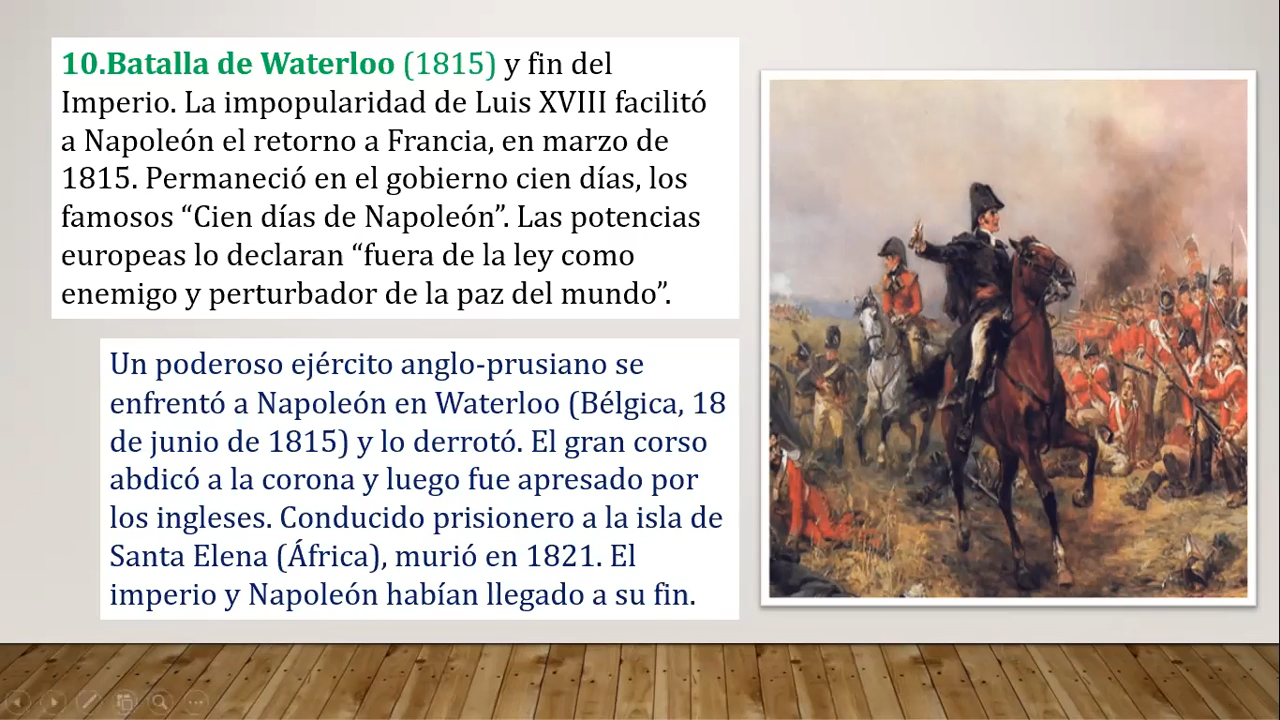 10.Batalla de Waterloo (1815) y fin del
Imperio. La impopularidad de Luis XVIII facilitó
a Napoleón el retorno a Francia, en marzo de
1815. Permaneció en el gobierno cien días, los
famosos “Cien días de Napoleón”. Las potencias
europeas lo declaran “fuera de la ley como
enemigo y perturbador de la paz del mundo”.
Un poderoso ejército anglo-prusiano se
enfrentó a Napoleón en Waterloo (Bélgica, 18
de junio de 1815) y lo derrotó. El gran corso
abdicó a la corona y luego fue apresado por
los ingleses. Conducido prisionero a la isla de
Santa Elena (África), murió en 1821. El
imperio y Napoleón habían llegado a su fin.